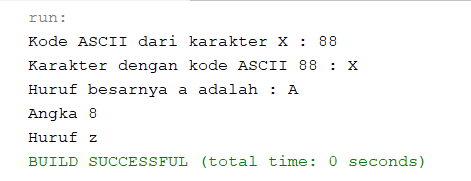 run:
Kode ASCII dari karakter X : 88
Karakter dengan kode ASCII 88 : X
Huruf besarnya a adalah : A
Angka 8
Huruf z
BUILD SUCCESSFUL (total time: 0 seconds)